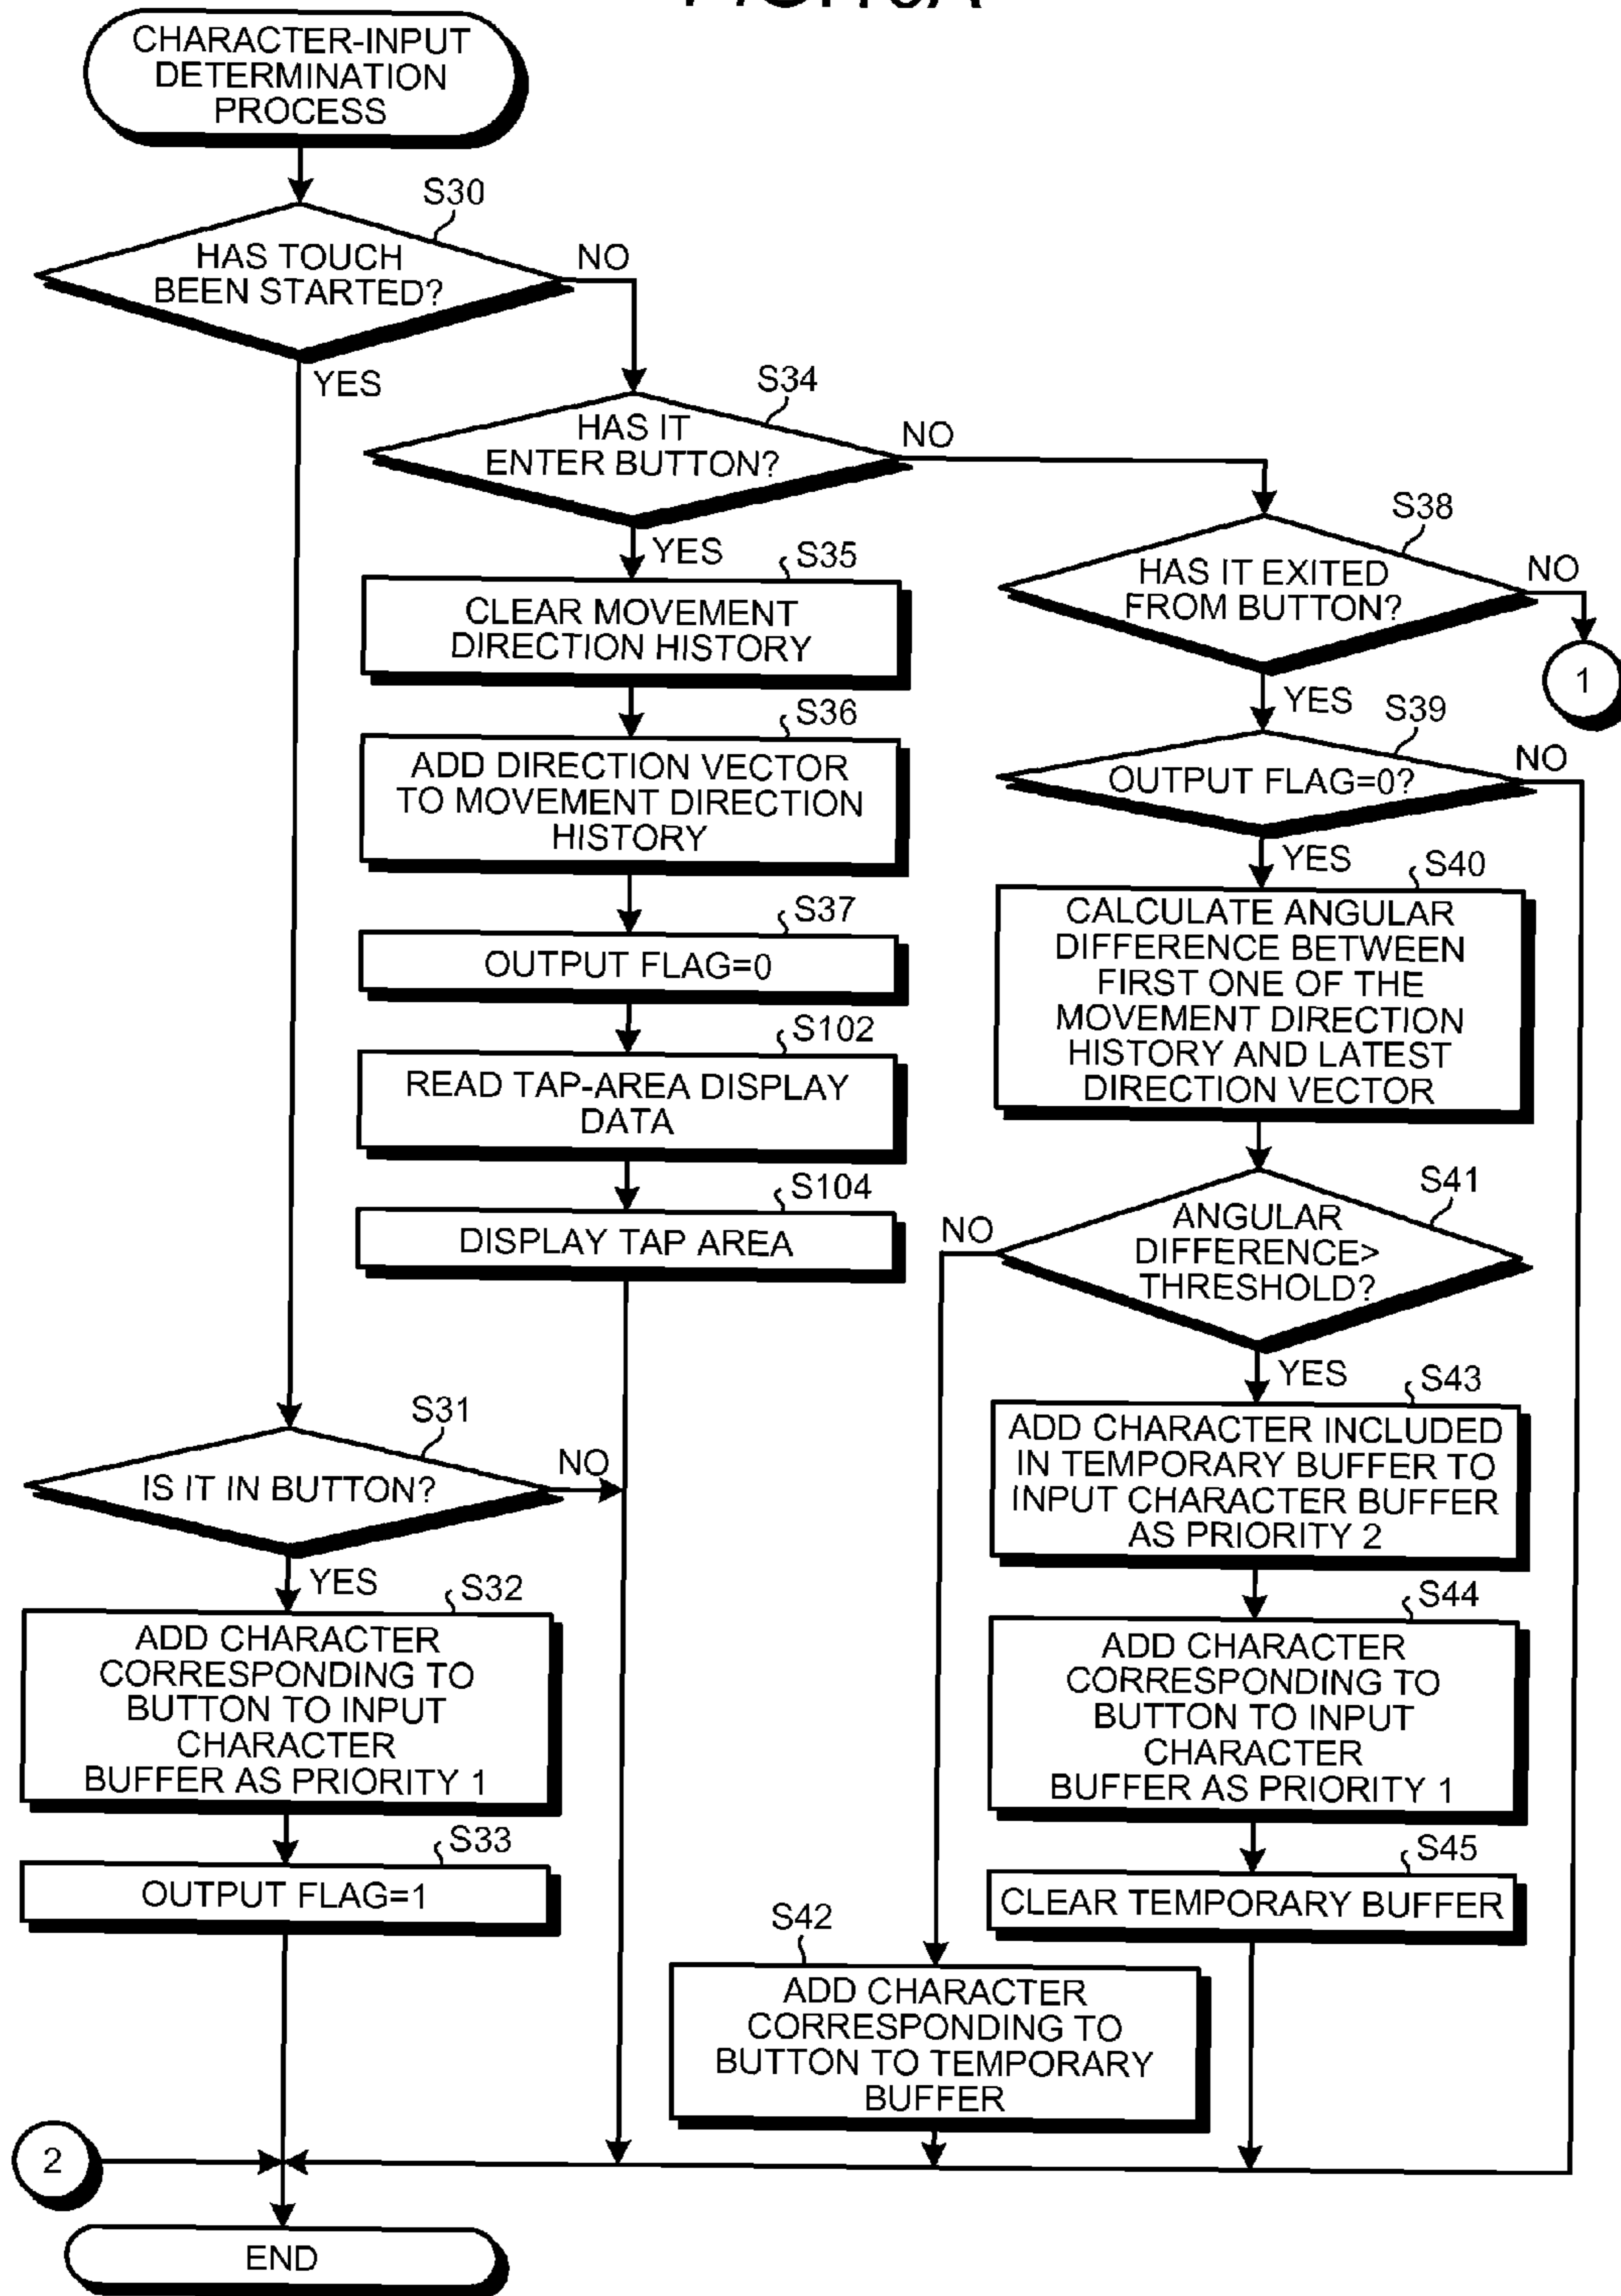 CHARACTER-INPUT
DETERMINATION
PROCESS
S30
HAS TOUCH
BEEN STARTED?
NO
YES
S34
HAS IT
ENTER BUTTON?
NO
YES
S35
CLEAR MOVEMENT
DIRECTION HISTORY
S36
ADD DIRECTION VECTOR
TO MOVEMENT DIRECTION
HISTORY
S37
OUTPUT FLAG=0
S102
READ TAP-AREA DISPLAY
DATA
S104
DISPLAY TAP AREA
S38
HAS IT EXITED
FROM BUTTON?
NO
1
YES
S39
OUTPUT FLAG=0?
NO
YES
S40
CALCULATE ANGULAR
DIFFERENCE BETWEEN
FIRST ONE OF THE
MOVEMENT DIRECTION
HISTORY AND LATEST
DIRECTION VECTOR
S41
ANGULAR
DIFFERENCE>
THRESHOLD?
NO
YES
S43
ADD CHARACTER INCLUDED
IN TEMPORARY BUFFER TO
INPUT CHARACTER BUFFER
AS PRIORITY 2
S44
ADD CHARACTER
CORRESPONDING TO
BUTTON TO INPUT
CHARACTER
BUFFER AS PRIORITY 1
S45
CLEAR TEMPORARY BUFFER
S31
IS IT IN BUTTON?
NO
YES
S32
ADD CHARACTER
CORRESPONDING TO
BUTTON TO INPUT
CHARACTER
BUFFER AS PRIORITY 1
S33
OUTPUT FLAG=1
S42
ADD CHARACTER
CORRESPONDING TO
BUTTON TO TEMPORARY
BUFFER
2
END